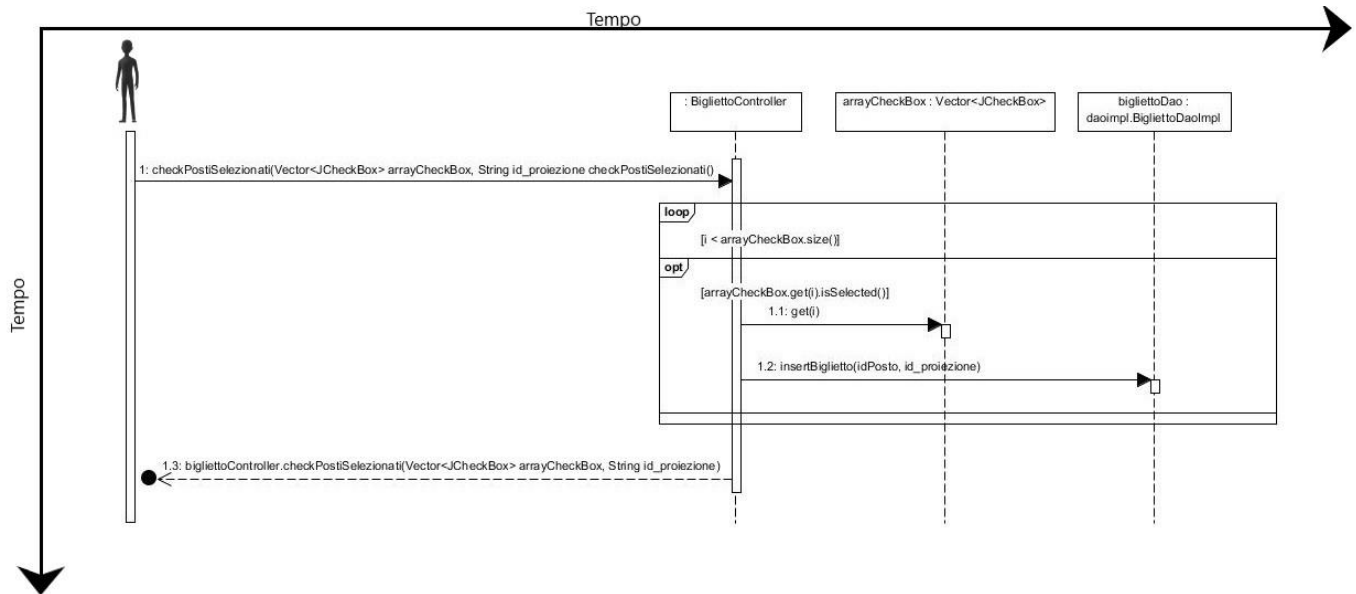 Tempo
Tempo
: BigliettoController
arrayCheckBox : Vector<JCheckBox>
bigliettoDao :
daoimpl.BigliettoDaoImpl
1: checkPostiSelezionati(Vector<JCheckBox> arrayCheckBox, String id_proiezione checkPostiSelezionati()
loop
[i < arrayCheckBox.size()]
opt
[arrayCheckBox.get(i).isSelected()]
1.1: get(i)
1.2: insertBiglietto(idPosto, id_proiezione)
1.3: bigliettoController.checkPostiSelezionati(Vector<JCheckBox> arrayCheckBox, String id_proiezione)